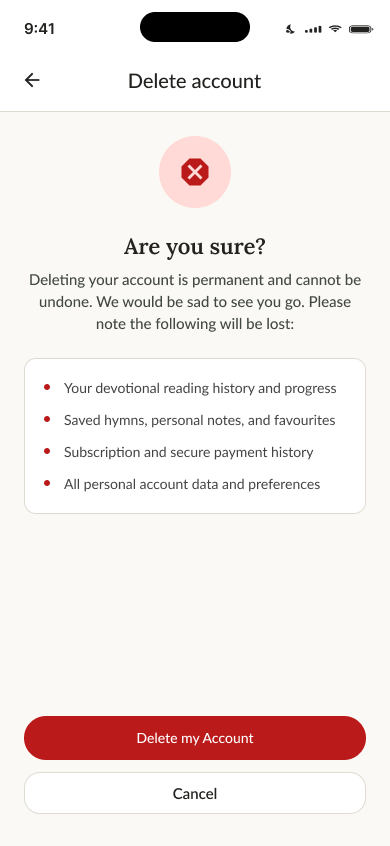 9:41
Delete account
Are you sure?
Deleting your account is permanent and cannot be
undone. We would be sad to see you go. Please
note the following will be lost:
Your devotional reading history and progress
Saved hymns, personal notes, and favourites
Subscription and secure payment history
All personal account data and preferences
Delete my Account
Cancel